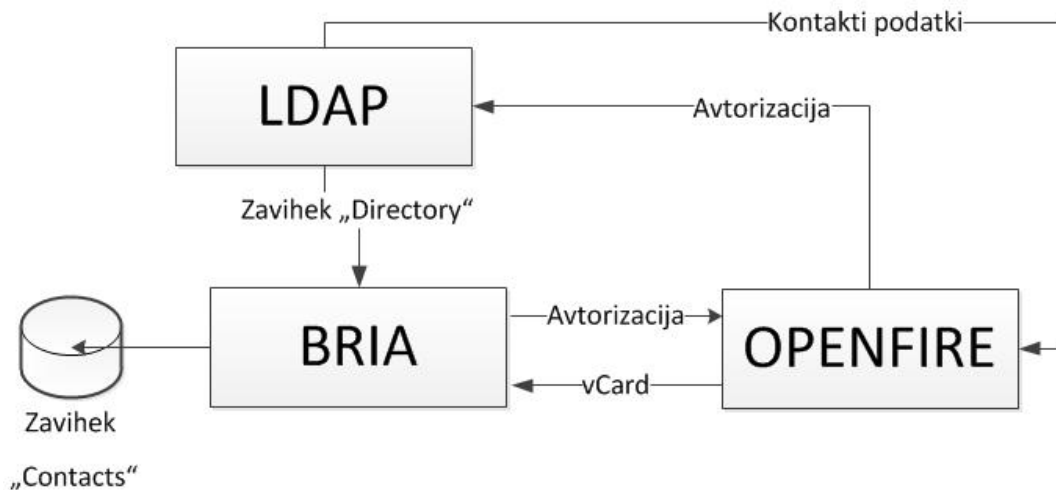 Kontakti podatki
LDAP
Avtorizacija
Zavihek „Directory“
BRIA
Avtorizacija
OPENFIRE
vCard
Zavihek
„Contacts“